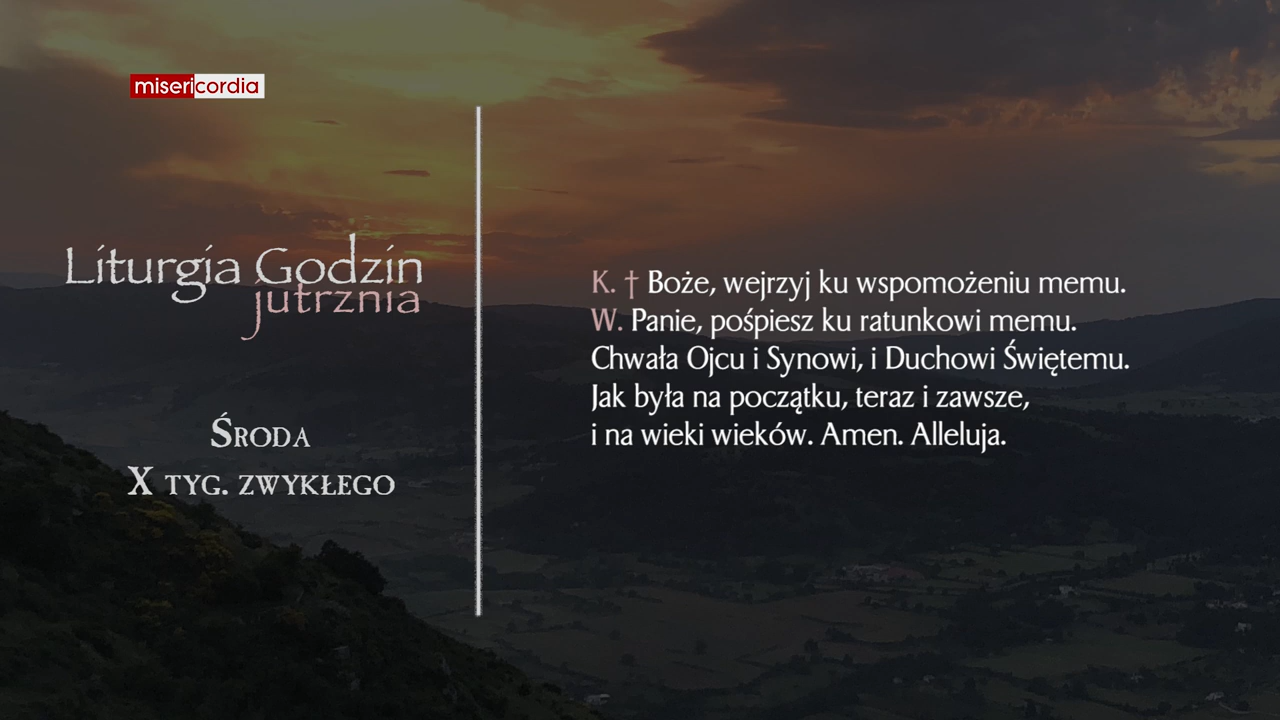 misericordia
Liturgia Godzin
jutrznia
Środa
X tyg. zwykłego
K. † Boże, wejrzyj ku wspomożeniu memu.
W. Panie, pośpiesz ku ratunkowi memu.
Chwała Ojcu i Synowi, i Duchowi Świętemu.
Jak była na początku, teraz i zawsze,
i na wieki wieków. Amen. Alleluja.